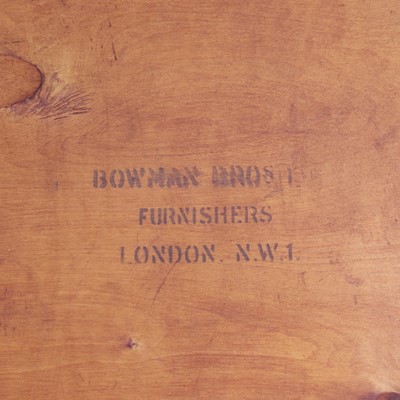 BOWMAN BROS
FURNISHERS
LONDON. N.W.1.